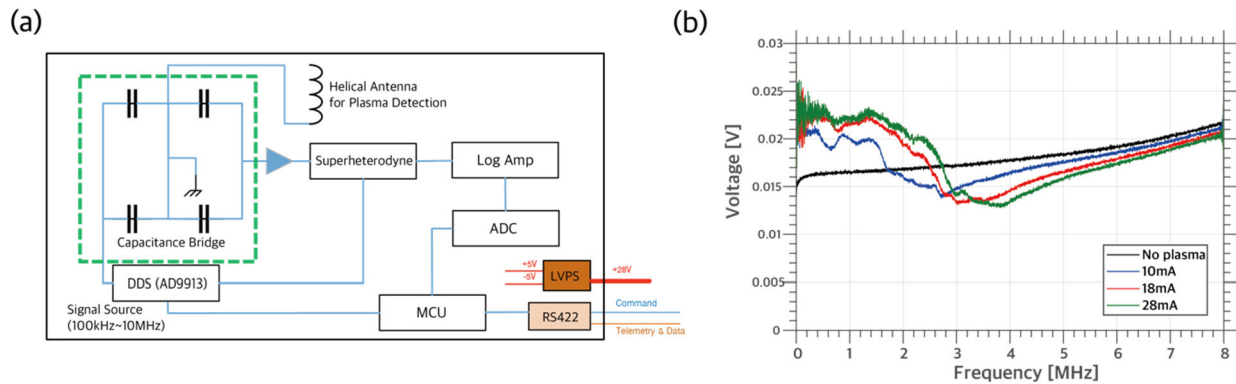 (a)
Helical Antenna
for Plasma Detection
Superheterodyne
Log Amp
Capacitance Bridge
ADC
DDS (AD9913)
+5V
-5V
LVPS
+28V
Signal Source
(100kHz~10MHz)
MCU
RS422
Command
Telemetry & Data
(b)
0.03
0.025
0.02
0.015
0.01
0.005
0
Voltage [V]
No plasma
10mA
18mA
28mA
0 1 2 3 4 5 6 7 8
Frequency [MHz]